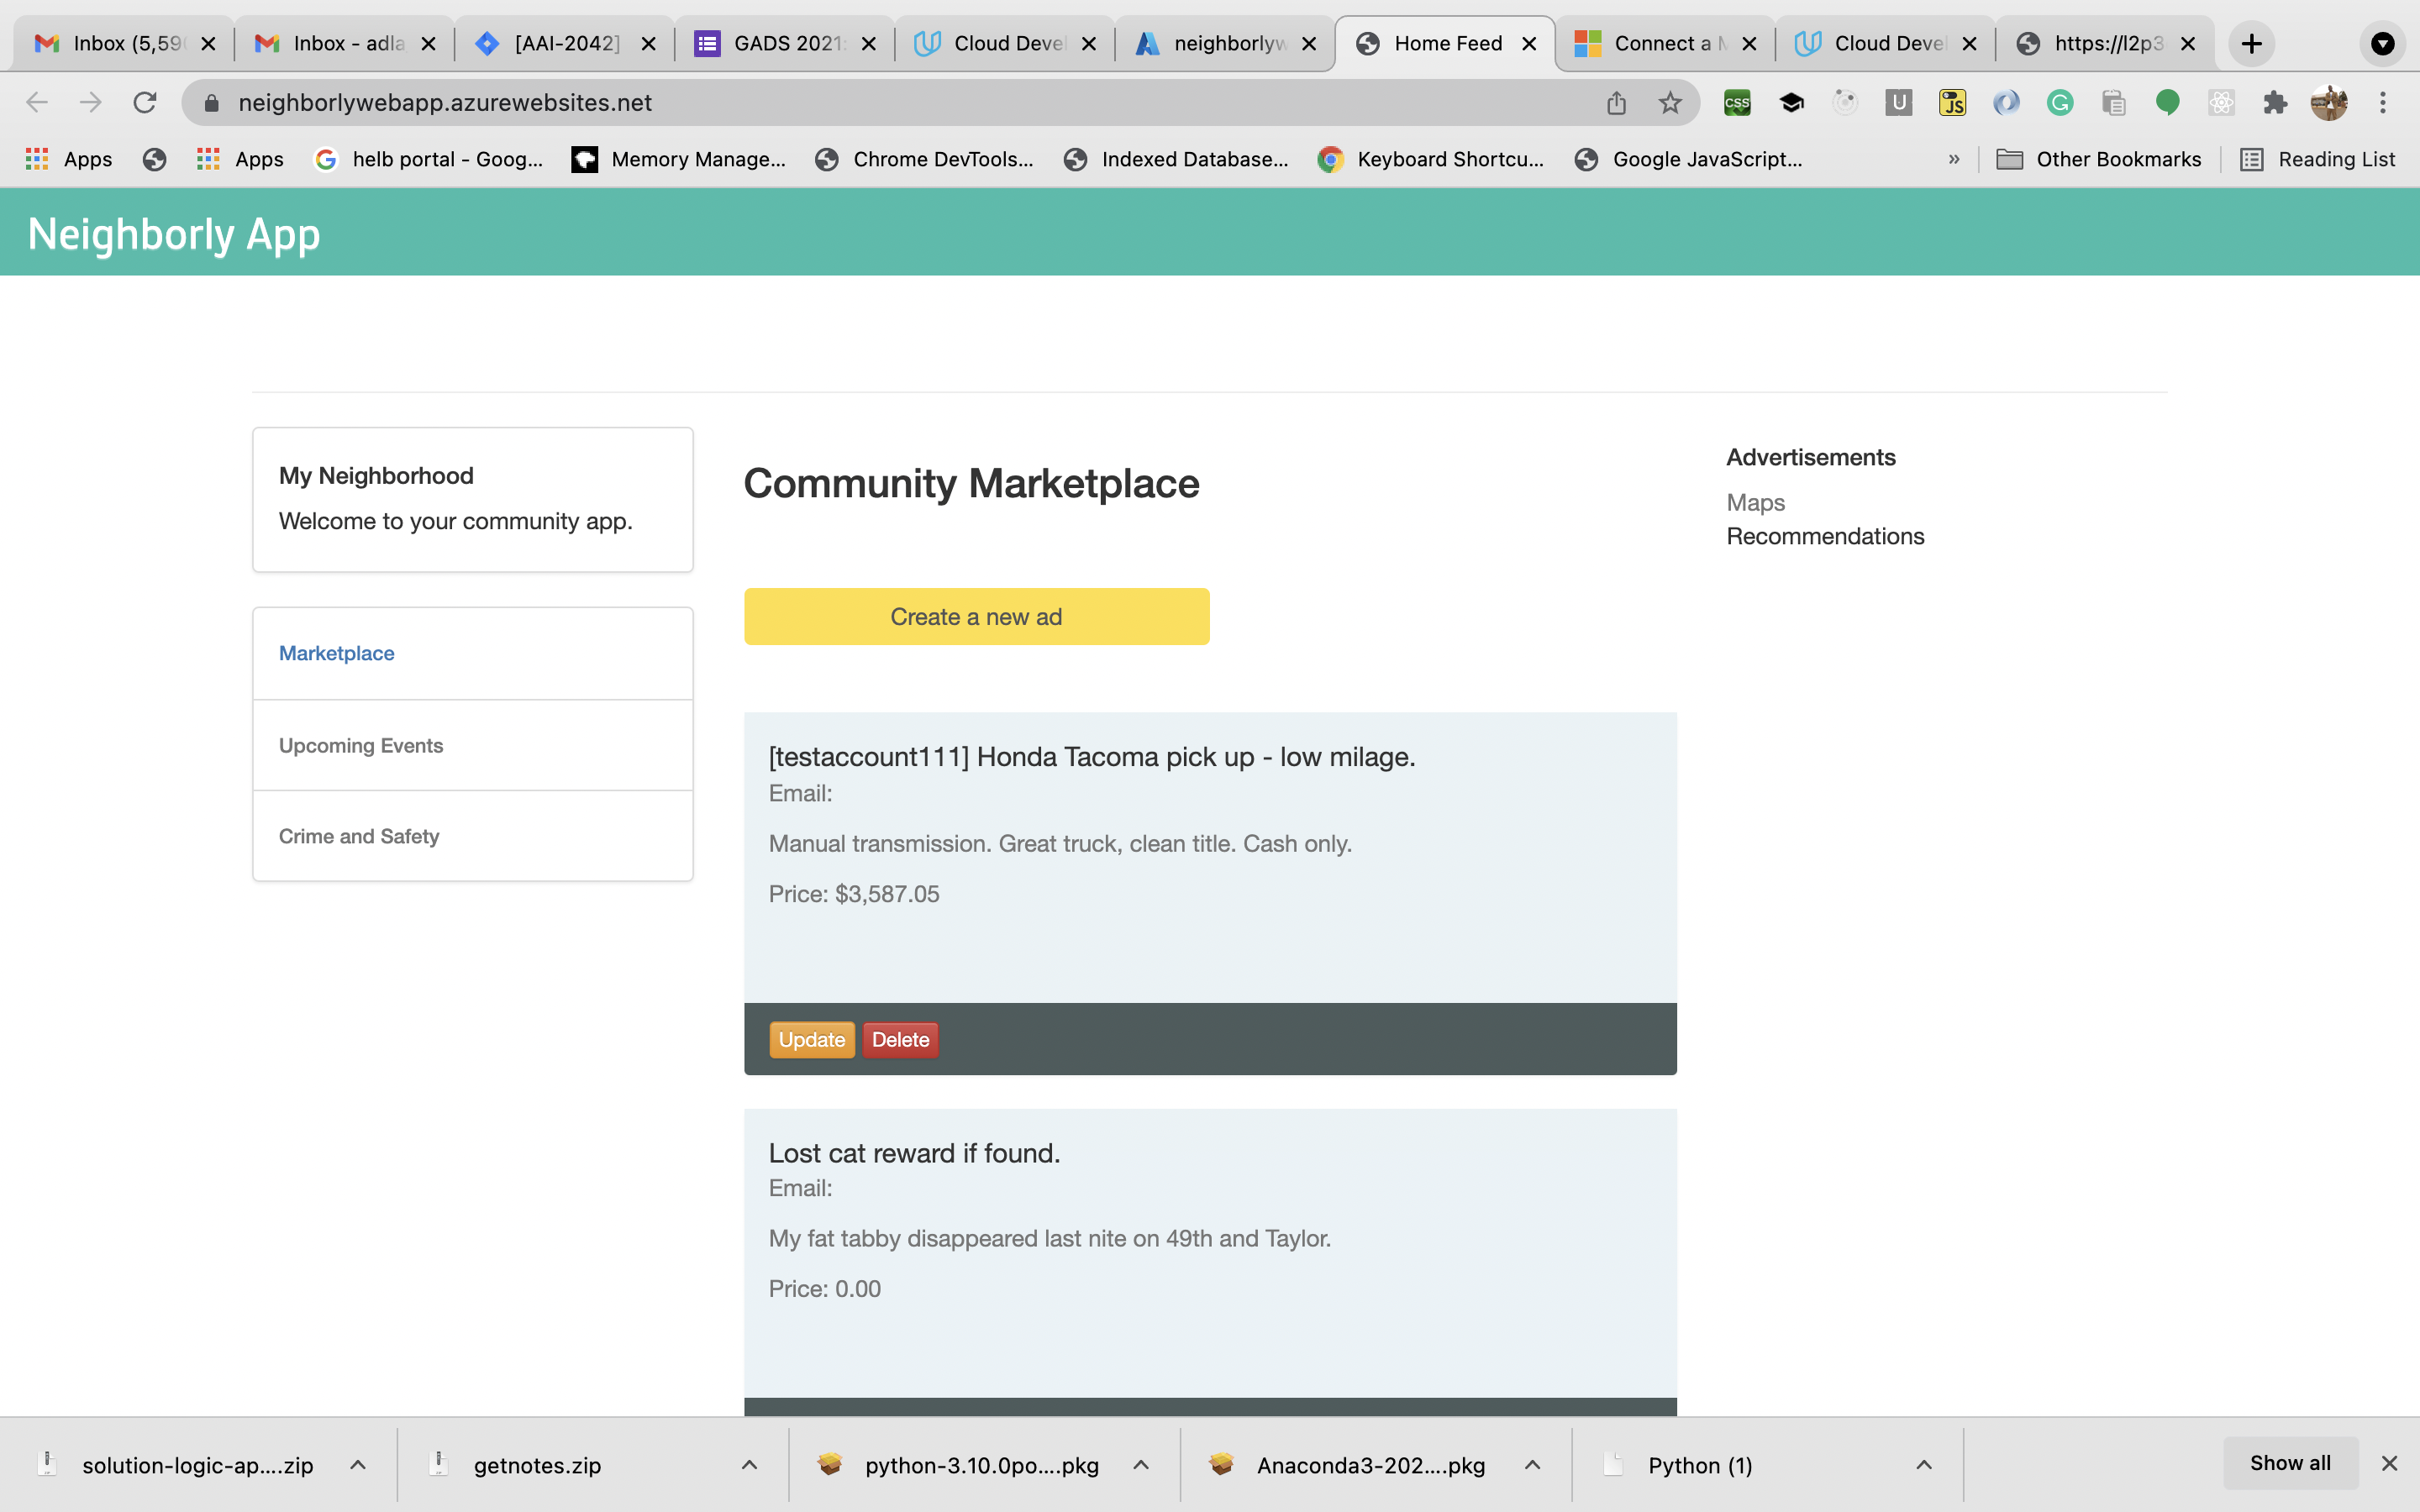 Inbox (5,59
Inbox - adla
[AAI-2042]
GADS 2021:
Cloud Devel
neighborlyw
Home Feed
Connect a M
Cloud Devel
https://l2p3
neighborlywebapp.azurewebsites.net
CSS
U
JS
G
Apps
Apps
helb portal - Goog...
Memory Manage...
Chrome DevTools...
Indexed Database...
Keyboard Shortcu...
Google JavaScript...
»
Other Bookmarks
Reading List
Neighborly App
My Neighborhood
Welcome to your community app.
Marketplace
Upcoming Events
Crime and Safety
Community Marketplace
Create a new ad
[testaccount111] Honda Tacoma pick up - low milage.
Email:
Manual transmission. Great truck, clean title. Cash only.
Price: $3,587.05
Update Delete
Lost cat reward if found.
Email:
My fat tabby disappeared last nite on 49th and Taylor.
Price: 0.00
Advertisements
Maps
Recommendations
solution-logic-ap....zip
getnotes.zip
python-3.10.0po....pkg
Anaconda3-202....pkg
Python (1)
Show all